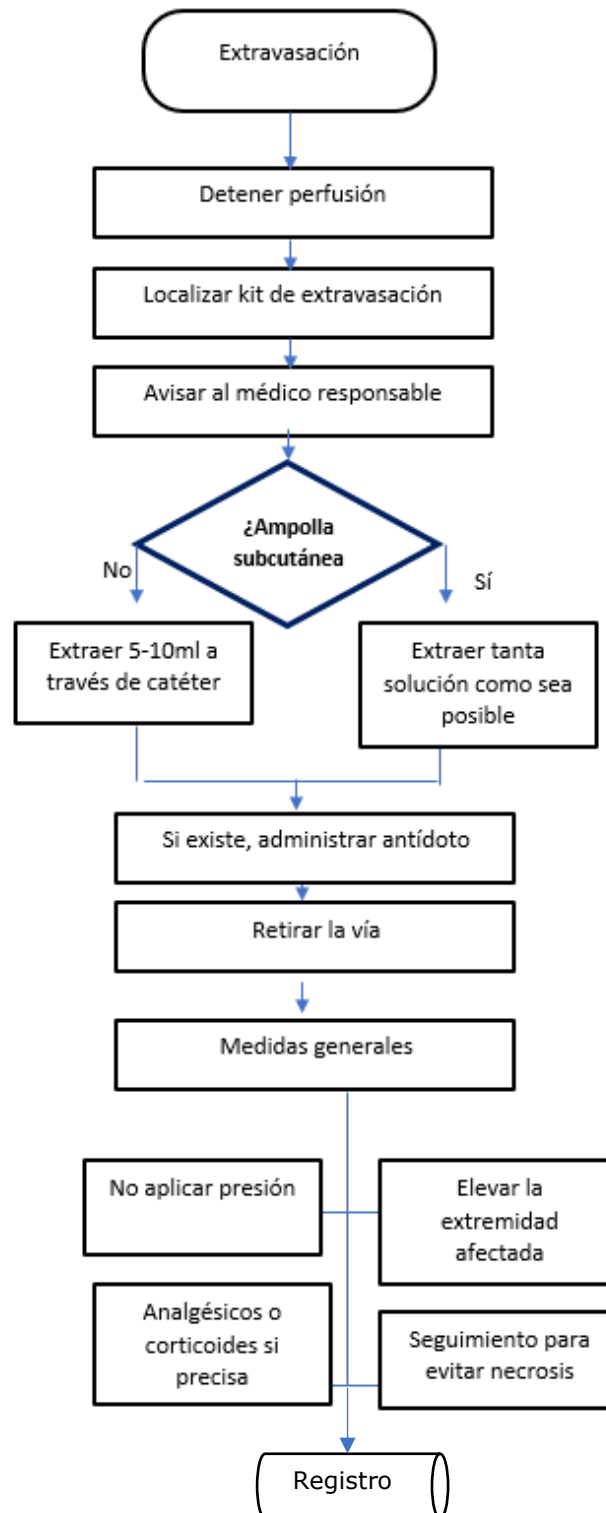 Extravasación
Detener perfusión
Localizar kit de extravasación
Avisar al médico responsable
¿Ampolla
subcutánea
No
Sí
Extraer 5-10ml a
través de catéter
Extraer tanta
solución como sea
posible
Si existe, administrar antídoto
Retirar la vía
Medidas generales
No aplicar presión
Elevar la
extremidad
afectada
Analgésicos o
corticoides si
precisa
Seguimiento para
evitar necrosis
Registro